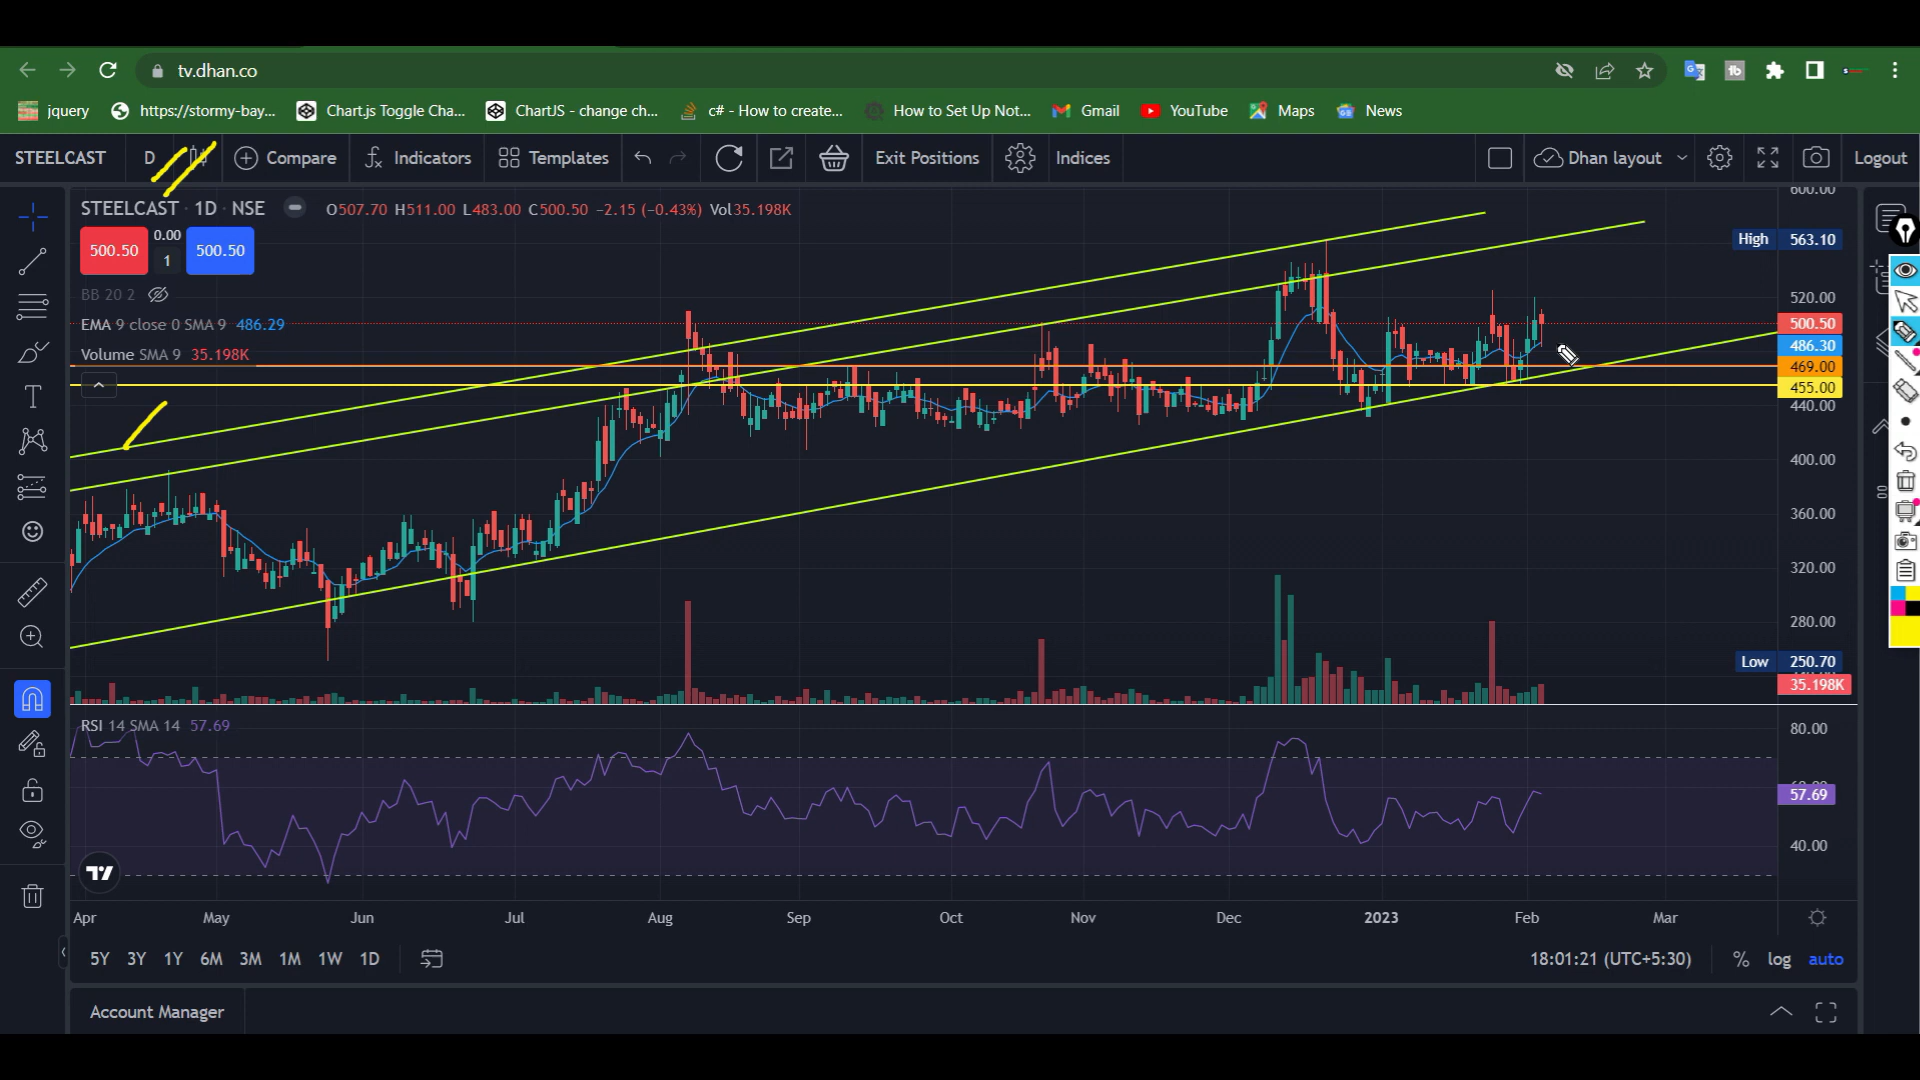 tv.dhan.co
jquery
https://stormy-bay...
Chart.js Toggle Cha...
ChartJS - change ch...
c# - How to create...
How to Set Up Not...
Gmail
YouTube
Maps
News
STEELCAST
D
Compare
Indicators
Templates
Exit Positions
Indices
Dhan layout
Logout
STEELCAST · 1D · NSE
O507.70 H511.00 L483.00 C500.50 −2.15 (−0.43%) Vol35.198K
500.50
0.00
1
500.50
BB 20 2
EMA 9 close 0 SMA 9 486.29
Volume SMA 9 35.198K
600.00
High 563.10
520.00
500.50
486.30
469.00
455.00
440.00
400.00
360.00
320.00
280.00
Low 250.70
35.198K
RSI 14 SMA 14 57.69
80.00
57.69
40.00
Apr May Jun Jul Aug Sep Oct Nov Dec 2023 Feb Mar
5Y 3Y 1Y 6M 3M 1M 1W 1D
18:01:21 (UTC+5:30)
% log auto
Account Manager